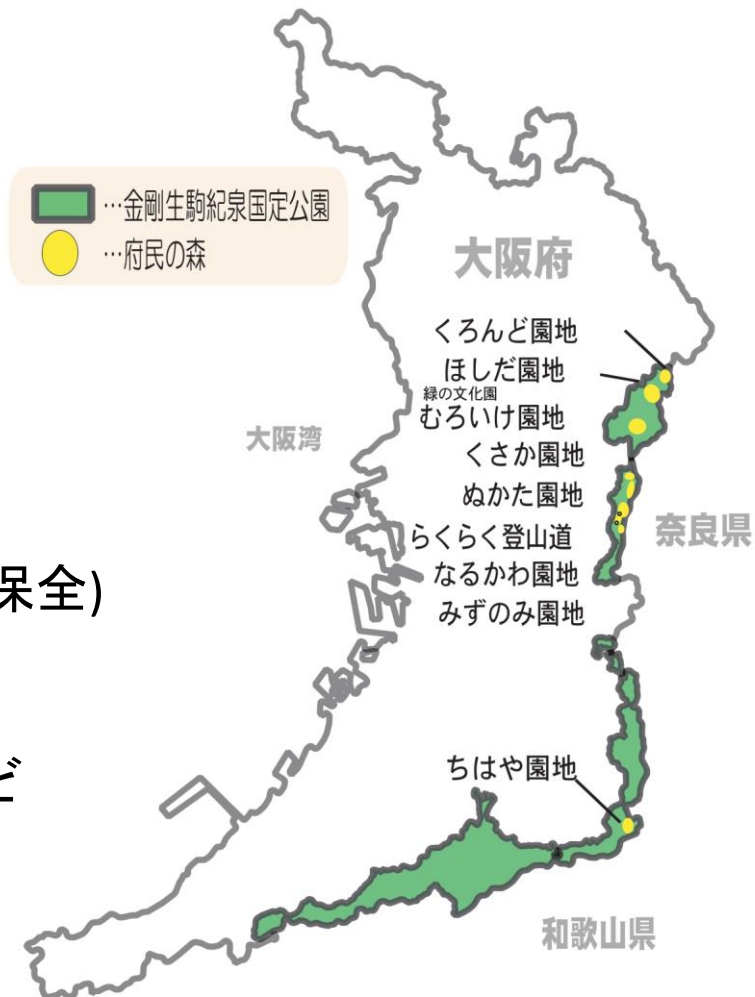 …金剛生駒紀泉国定公園
…府民の森
大阪府
くろんど園地
ほしだ園地
緑の文化園
むろいけ園地
くさか園地
大阪湾
ぬかた園地
奈良県
らくらく登山道
なるかわ園地
保全)
みずのみ園地
ど
ちはや園地
和歌山県